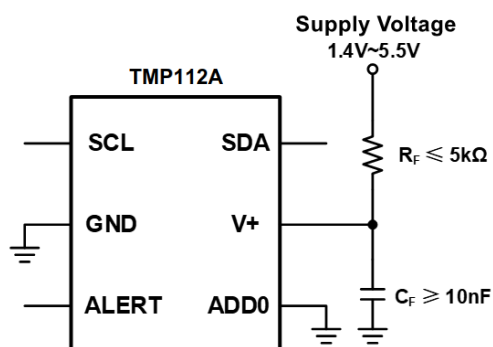 Supply Voltage
1.4V~5.5V
TMP112A
SCL
SDA
R_F ≤ 5kΩ
GND
V+
ALERT
ADD0
C_F ≥ 10nF